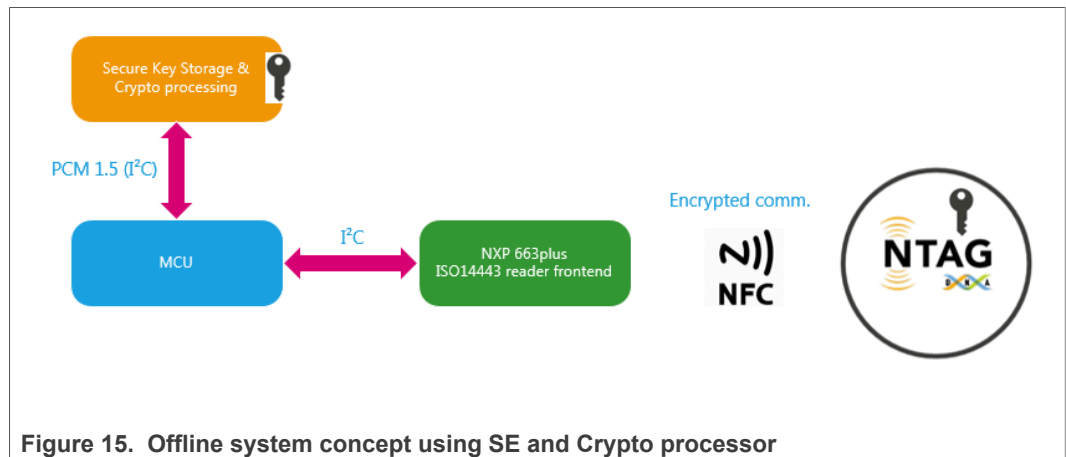 Secure Key Storage &
Crypto processing
PCM 1.5 (I²C)
MCU
I²C
NXP 663plus
ISO14443 reader frontend
Encrypted comm.
NFC
NTAG
DNA
Figure 15. Offline system concept using SE and Crypto processor